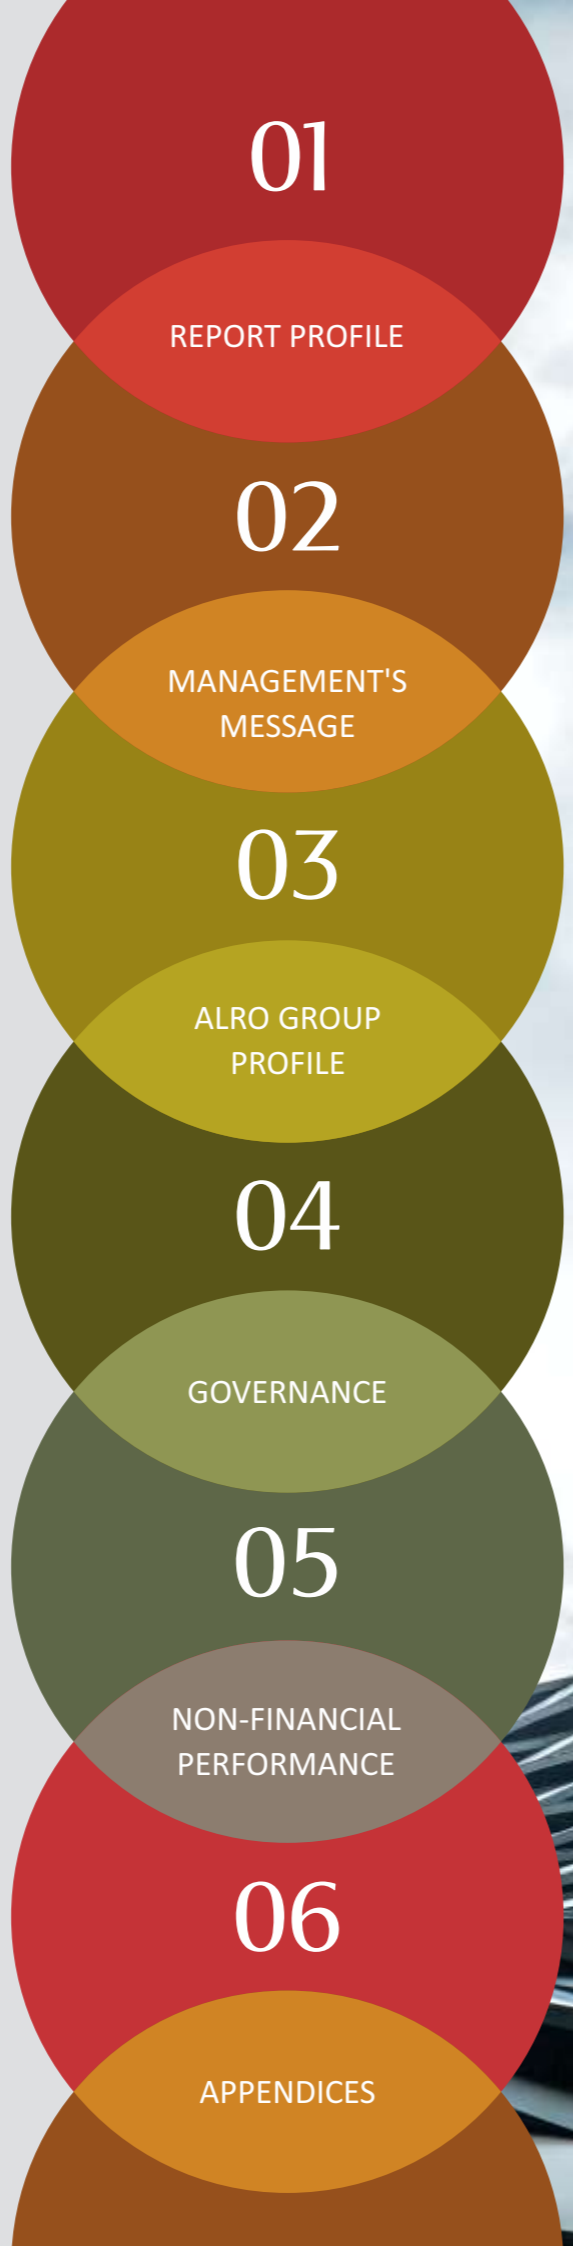 01
REPORT PROFILE
02
MANAGEMENT'S
MESSAGE
03
ALRO GROUP
PROFILE
04
GOVERNANCE
05
NON-FINANCIAL
PERFORMANCE
06
APPENDICES